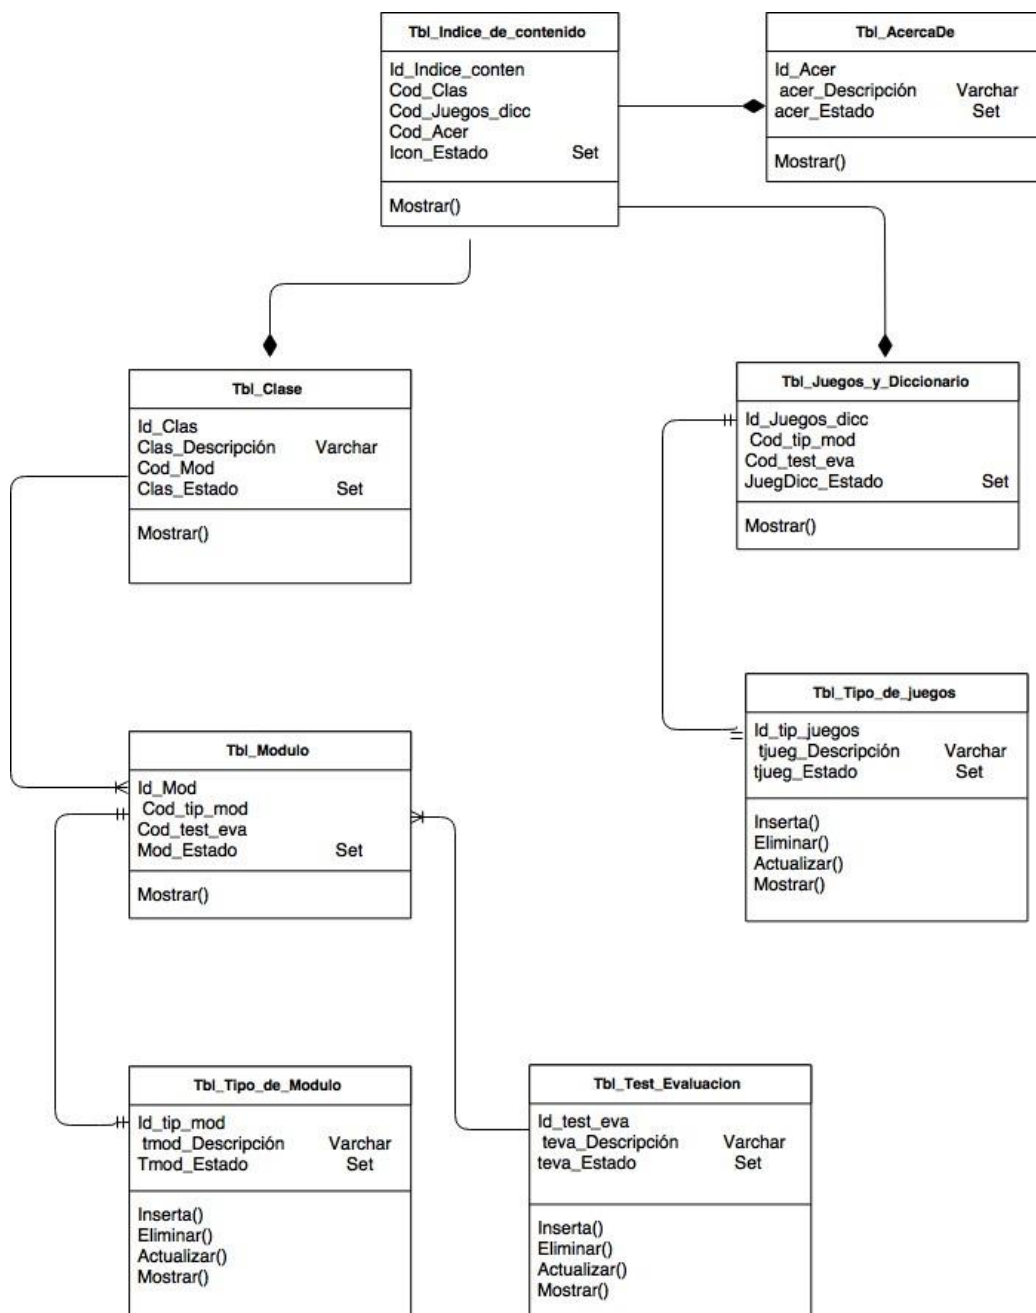 Tbl_Indice_de_contenido
Id_Indice_conten
Cod_Clas
Cod_Juegos_dicc
Cod_Acer
Icon_Estado Set
Mostrar()
Tbl_AcercaDe
Id_Acer
acer_Descripción Varchar
acer_Estado Set
Mostrar()
Tbl_Clase
Id_Clas
Clas_Descripción Varchar
Cod_Mod
Clas_Estado Set
Mostrar()
Tbl_Juegos_y_Diccionario
Id_Juegos_dicc
Cod_tip_mod
Cod_test_eva
JuegDicc_Estado Set
Mostrar()
Tbl_Tipo_de_juegos
Id_tip_juegos
tjueg_Descripción Varchar
tjueg_Estado Set
Inserta()
Eliminar()
Actualizar()
Mostrar()
Tbl_Modulo
Id_Mod
Cod_tip_mod
Cod_test_eva
Mod_Estado Set
Mostrar()
Tbl_Tipo_de_Modulo
Id_tip_mod
tmod_Descripción Varchar
Tmod_Estado Set
Inserta()
Eliminar()
Actualizar()
Mostrar()
Tbl_Test_Evaluacion
Id_test_eva
teva_Descripción Varchar
teva_Estado Set
Inserta()
Eliminar()
Actualizar()
Mostrar()